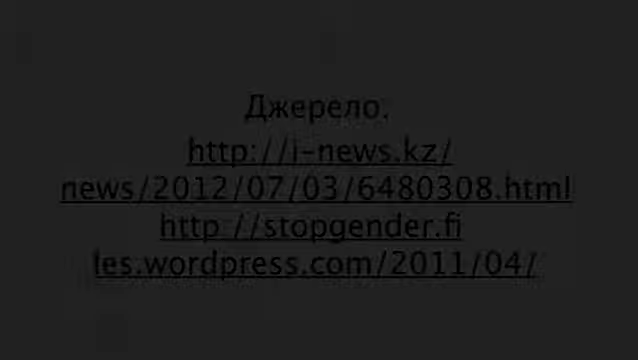 Джерело:
http://i-news.kz/
news/2012/07/03/6480308.html
http //stopgender.fi
les.wordpress.com/2011/04/